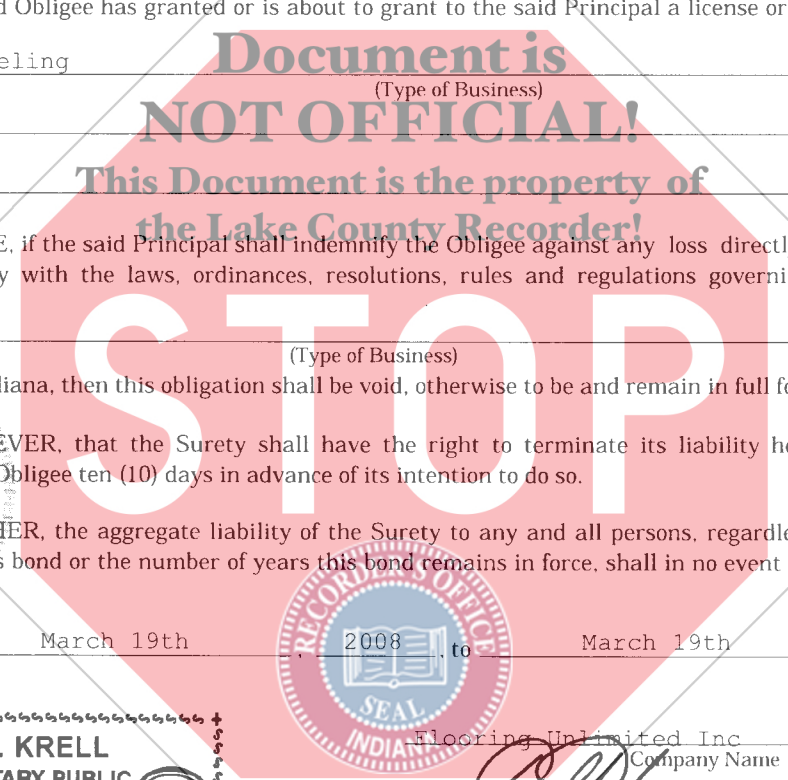 d Obligee has granted or is about to grant to the said Principal a license or
Document is
eling
(Type of Business)
NOT OFFICIAL!
This Document is the property of
the Lake County Recorder!
E, if the said Principal shall indemnify the Obligee against any loss directly
y with the laws, ordinances, resolutions, rules and regulations governi
STOP
(Type of Business)
diana, then this obligation shall be void, otherwise to be and remain in full fo
EVER, that the Surety shall have the right to terminate its liability he
Obligee ten (10) days in advance of its intention to do so.
HER, the aggregate liability of the Surety to any and all persons, regardle
s bond or the number of years this bond remains in force, shall in no event
RECORDER'S OFFICE
March 19th, 2008, to March 19th
SEAL
INDIANA
Flooring Unlimited Inc
. KRELL
Company Name
TARY PUBLIC